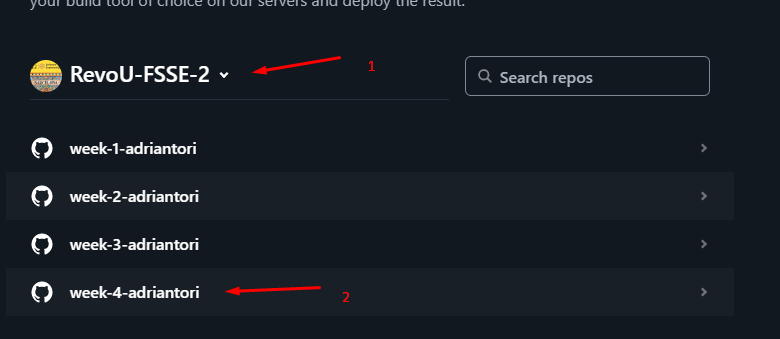 your build tool of choice on our servers and deploy the result.
RevoU-FSSE-2
1
Search repos
week-1-adriantori
week-2-adriantori
week-3-adriantori
week-4-adriantori
2